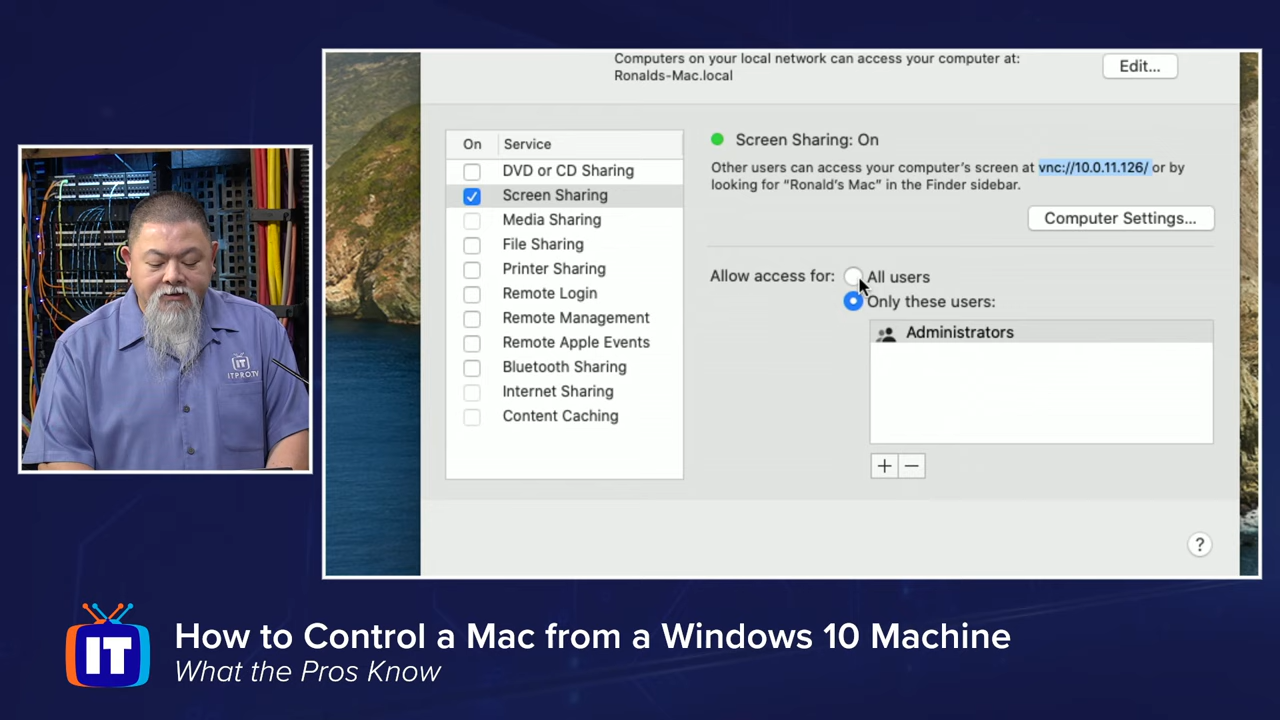 Computers on your local network can access your computer at:
Ronalds-Mac.local
Edit...
On
Service
DVD or CD Sharing
Screen Sharing
Media Sharing
File Sharing
Printer Sharing
Remote Login
Remote Management
Remote Apple Events
Bluetooth Sharing
Internet Sharing
Content Caching
Screen Sharing: On
Other users can access your computer's screen at vnc://10.0.11.126/ or by
looking for “Ronald's Mac” in the Finder sidebar.
Computer Settings...
Allow access for:
All users
Only these users:
Administrators
+
−
?
IT
ITPROTV
IT
How to Control a Mac from a Windows 10 Machine
What the Pros Know